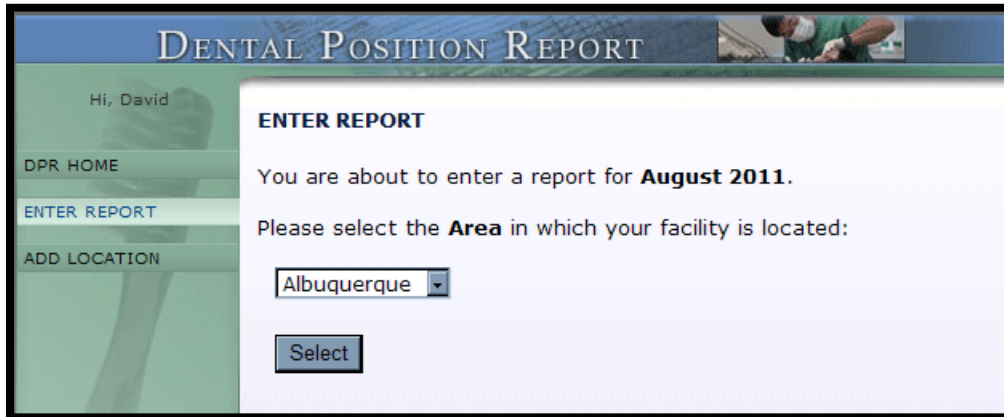 DENTAL POSITION REPORT
Hi, David
DPR HOME
ENTER REPORT
ADD LOCATION
ENTER REPORT
You are about to enter a report for August 2011.
Please select the Area in which your facility is located:
Albuquerque
Select